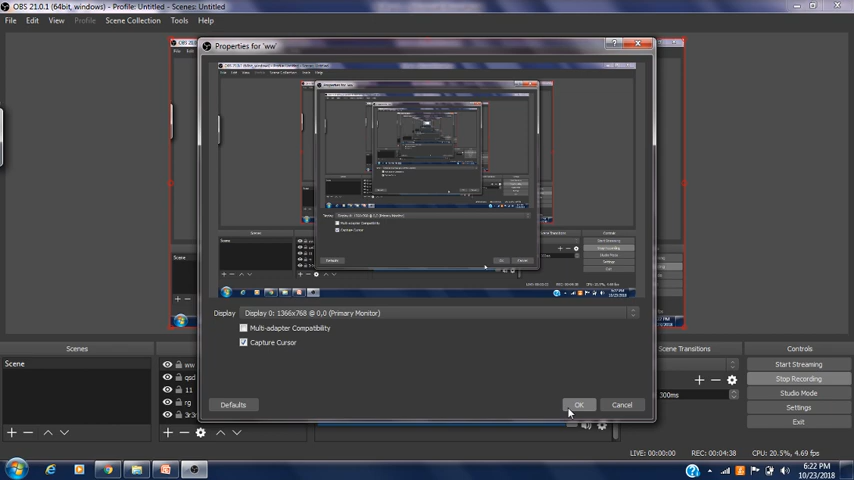 OBS 21.0.1 (64bit, windows) - Profile: Untitled - Scenes: Untitled
File Edit View Profile Scene Collection Tools Help
Properties for 'ww'
Display Display 0: 1366x768 @ 0,0 (Primary Monitor)
Multi-adapter Compatibility
Capture Cursor
Defaults OK Cancel
Scenes Scene Transitions Controls
Scene
ww
qsd
11
rg
3r3
300ms
Start Streaming
Stop Recording
Studio Mode
Settings
Exit
LIVE: 00:00:00 REC: 00:04:38 CPU: 20.5%, 4.69 fps
6:22 PM
10/23/2018